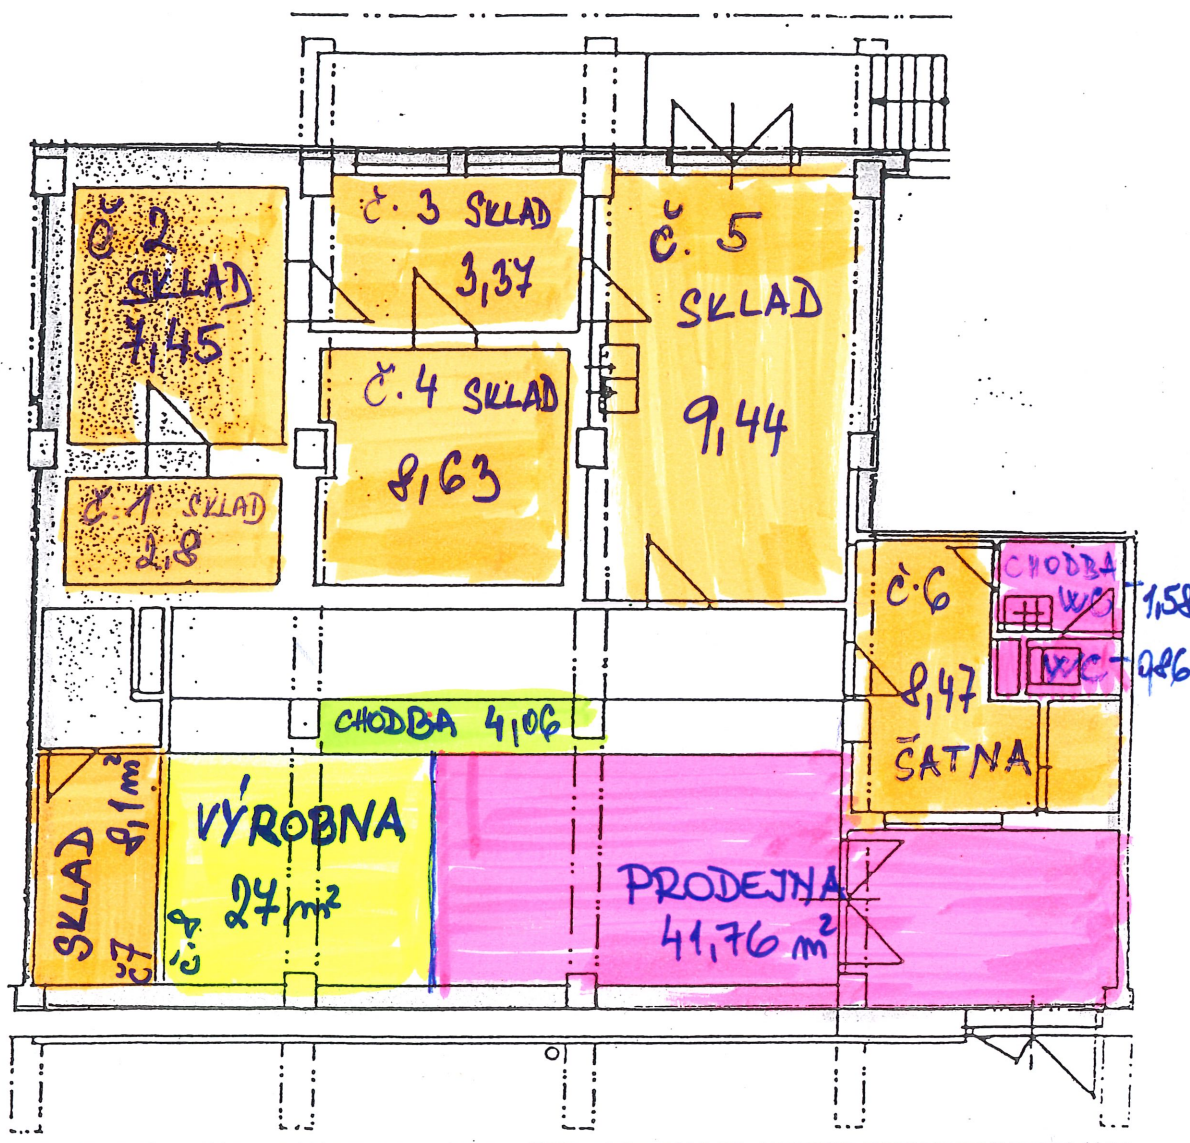 č 2
SKLAD
7,45
č. 3 SKLAD
3,37
č. 5
SKLAD
9,44
č. 4 SKLAD
8,63
č. 1 SKLAD
2,8
č. 6
8,47
ŠATNA
CHODBA
WC
1,58
WC
0,86
CHODBA 4,06
SKLAD 8,1 m²
č7
VÝROBNA
27 m²
č. 8
PRODEJNA
41,76 m²